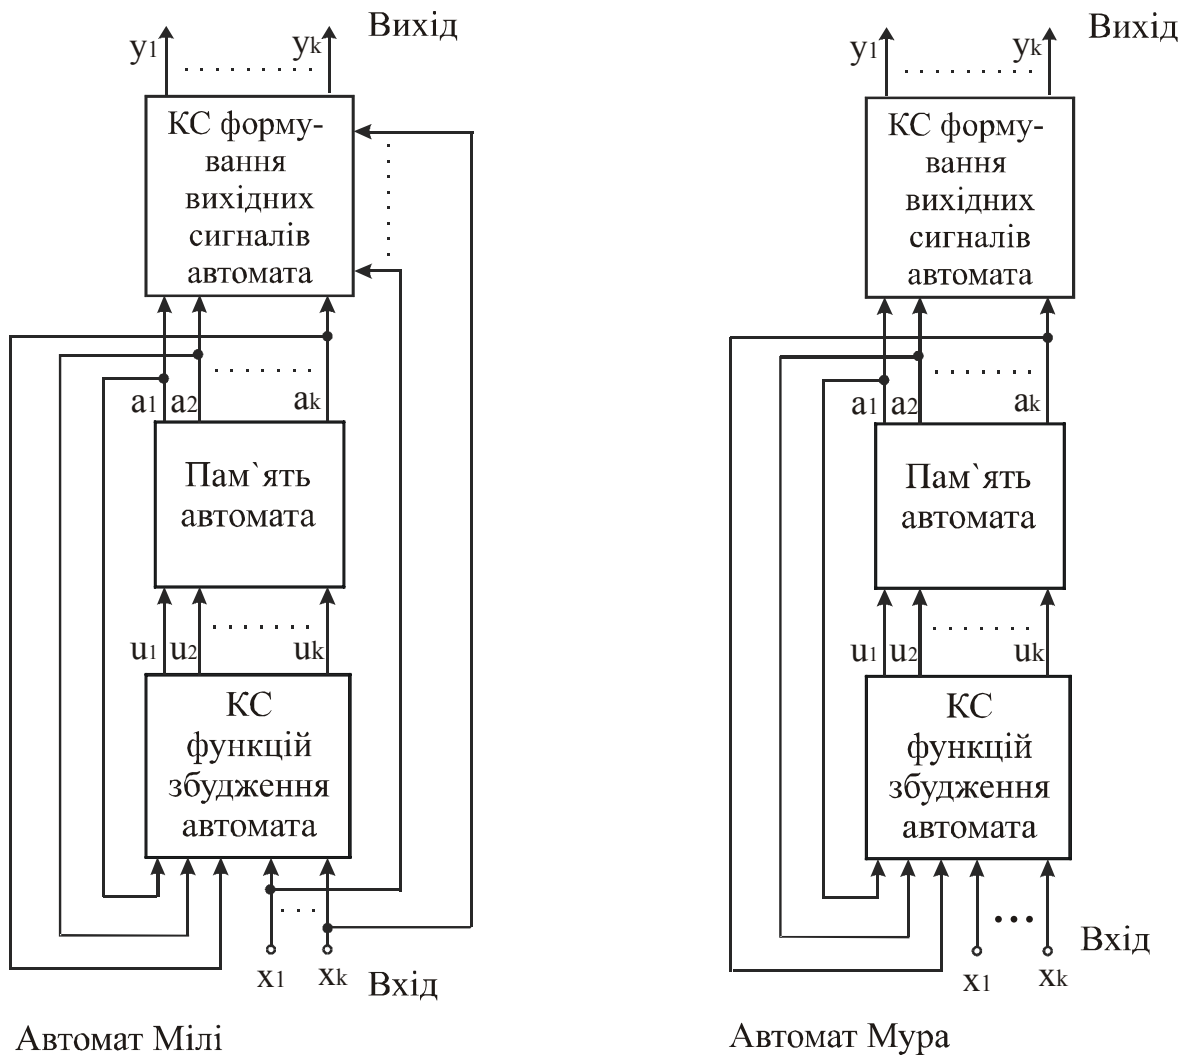 Вихід
y1 yk
КС форму-
вання
вихідних
сигналів
автомата
a1 a2 ak
Пам`ять
автомата
u1 u2 uk
КС
функцій
збудження
автомата
x1 xk Вхід
Автомат Мілі
Вихід
y1 yk
КС форму-
вання
вихідних
сигналів
автомата
a1 a2 ak
Пам`ять
автомата
u1 u2 uk
КС
функцій
збудження
автомата
Вхід
x1 xk
Автомат Мура